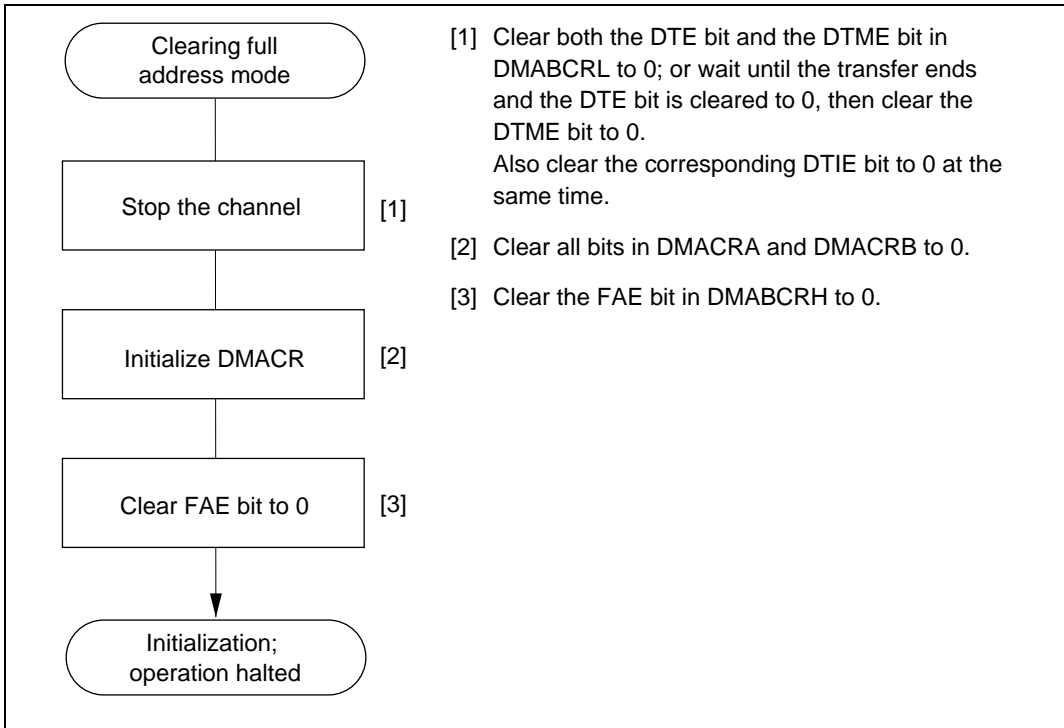 Clearing full
address mode
Stop the channel
[1]
Initialize DMACR
[2]
Clear FAE bit to 0
[3]
Initialization;
operation halted
[1] Clear both the DTE bit and the DTME bit in
DMABCRL to 0; or wait until the transfer ends
and the DTE bit is cleared to 0, then clear the
DTME bit to 0.
Also clear the corresponding DTIE bit to 0 at the
same time.
[2] Clear all bits in DMACRA and DMACRB to 0.
[3] Clear the FAE bit in DMABCRH to 0.